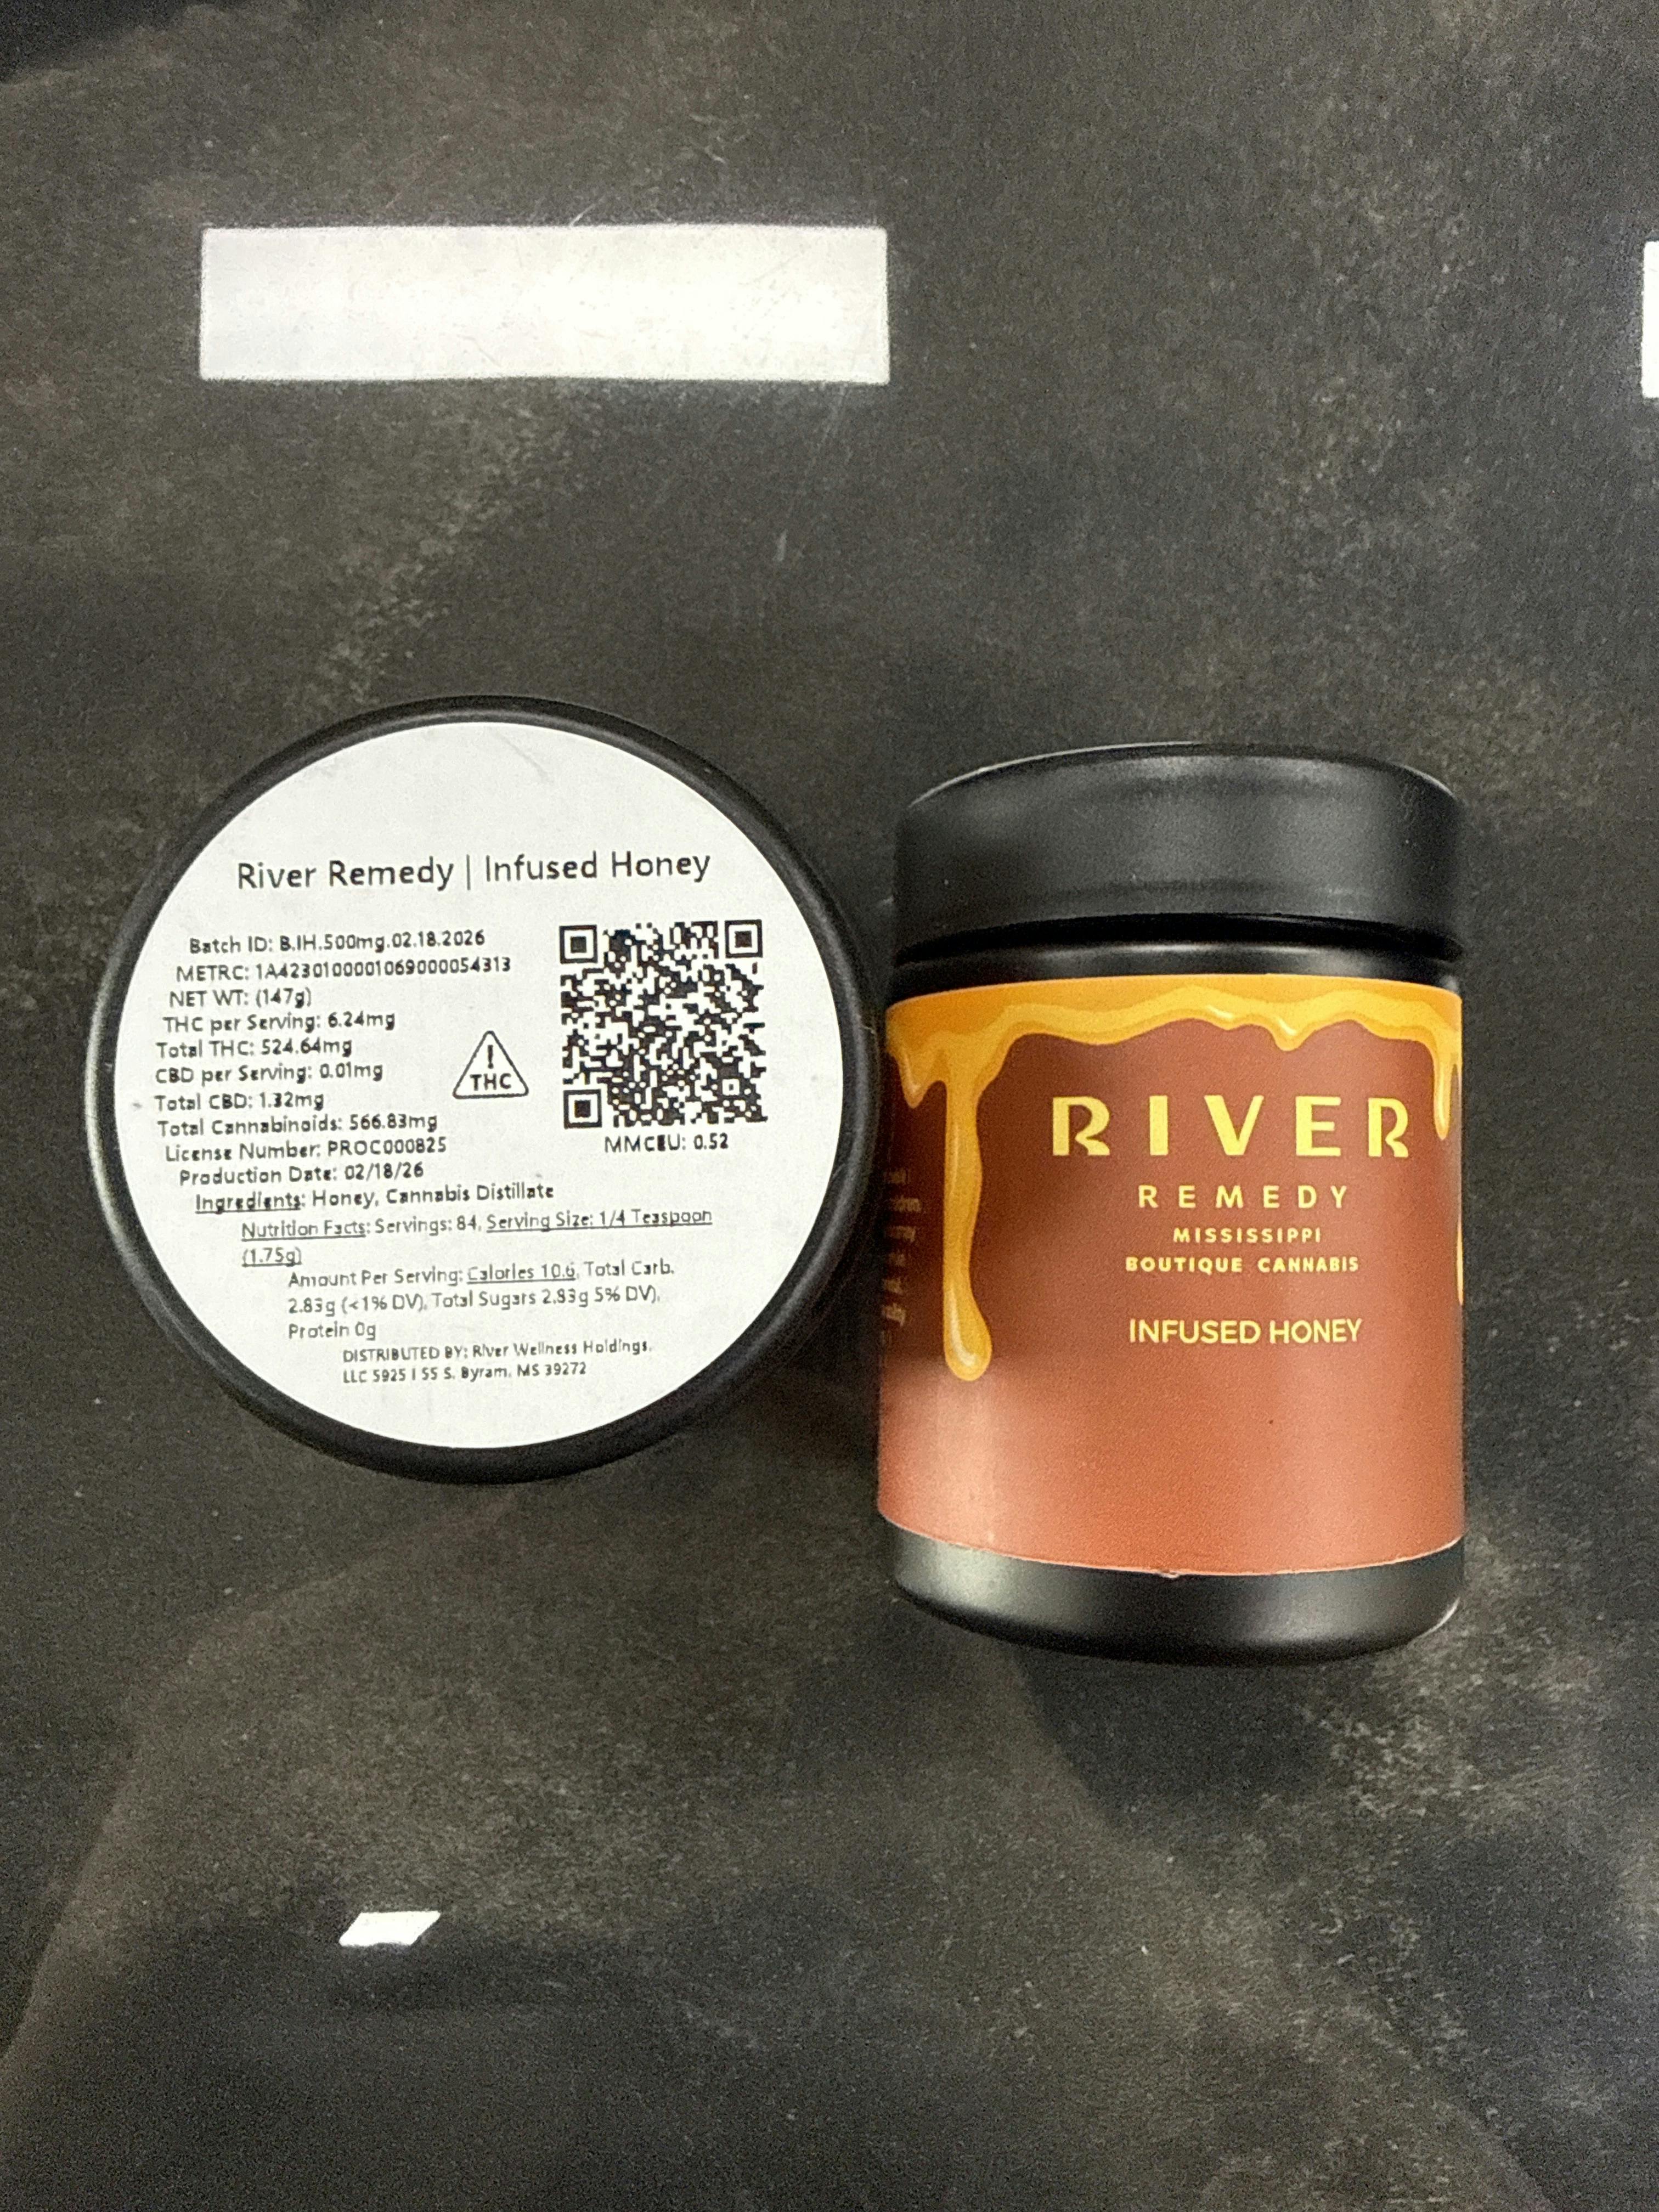 River Remedy | Infused Honey
Batch ID: B.IH.500mg.02.18.2026
METRC: 1A4230100001069000054313
NET WT: (147g)
THC per Serving: 6.24mg
Total THC: 524.64mg
CBD per Serving: 0.01mg
Total CBD: 1.32mg
Total Cannabinoids: 566.83mg
License Number: PROC000825
Production Date: 02/18/26
Ingredients: Honey, Cannabis Distillate
Nutrition Facts: Servings: 84, Serving Size: 1/4 Teaspoon
(1.75g)
Amount Per Serving: Calories 10.6, Total Carb.
2.83g (<1% DV), Total Sugars 2.83g 5% DV),
Protein 0g
DISTRIBUTED BY: River Wellness Holdings,
LLC 5925 I 55 S. Byram, MS 39272
!
THC
MMCEU: 0.52
RIVER
REMEDY
MISSISSIPPI
BOUTIQUE CANNABIS
INFUSED HONEY